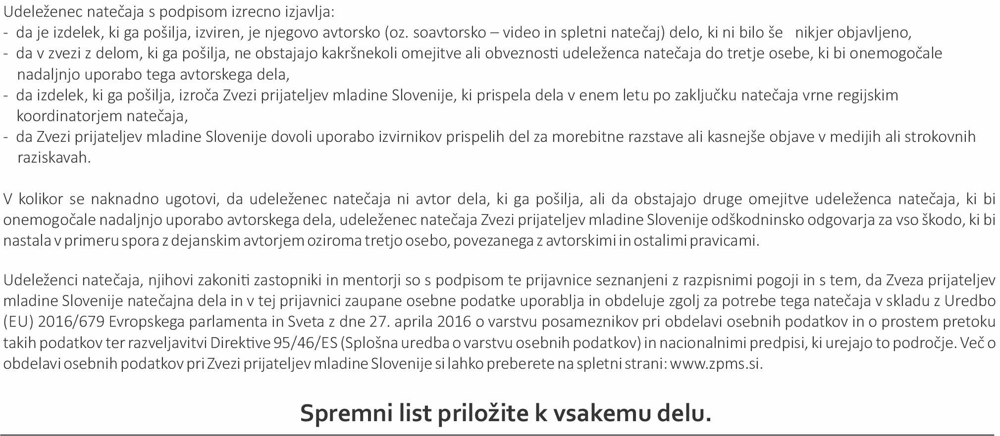 Udeleženec natečaja s podpisom izrecno izjavlja:
- da je izdelek, ki ga pošilja, izviren, je njegovo avtorsko (oz. soavtorsko – video in spletni natečaj) delo, ki ni bilo še nikjer objavljeno,
- da v zvezi z delom, ki ga pošilja, ne obstajajo kakršnekoli omejitve ali obveznosti udeleženca natečaja do tretje osebe, ki bi onemogočale
nadaljnjo uporabo tega avtorskega dela,
- da izdelek, ki ga pošilja, izroča Zvezi prijateljev mladine Slovenije, ki prispela dela v enem letu po zaključku natečaja vrne regijskim
koordinatorjem natečaja,
- da Zvezi prijateljev mladine Slovenije dovoli uporabo izvirnikov prispelih del za morebitne razstave ali kasnejše objave v medijih ali strokovnih
raziskavah.
V kolikor se naknadno ugotovi, da udeleženec natečaja ni avtor dela, ki ga pošilja, ali da obstajajo druge omejitve udeleženca natečaja, ki bi
onemogočale nadaljnjo uporabo avtorskega dela, udeleženec natečaja Zvezi prijateljev mladine Slovenije odškodninsko odgovarja za vso škodo, ki bi
nastala v primeru spora z dejanskim avtorjem oziroma tretjo osebo, povezanega z avtorskimi in ostalimi pravicami.
Udeleženci natečaja, njihovi zakoniti zastopniki in mentorji so s podpisom te prijavnice seznanjeni z razpisnimi pogoji in s tem, da Zveza prijateljev
mladine Slovenije natečajna dela in v tej prijavnici zaupane osebne podatke uporablja in obdeluje zgolj za potrebe tega natečaja v skladu z Uredbo
(EU) 2016/679 Evropskega parlamenta in Sveta z dne 27. aprila 2016 o varstvu posameznikov pri obdelavi osebnih podatkov in o prostem pretoku
takih podatkov ter razveljavitvi Direktive 95/46/ES (Splošna uredba o varstvu osebnih podatkov) in nacionalnimi predpisi, ki urejajo to področje. Več o
obdelavi osebnih podatkov pri Zvezi prijateljev mladine Slovenije si lahko preberete na spletni strani: www.zpms.si.
Spremni list priložite k vsakemu delu.